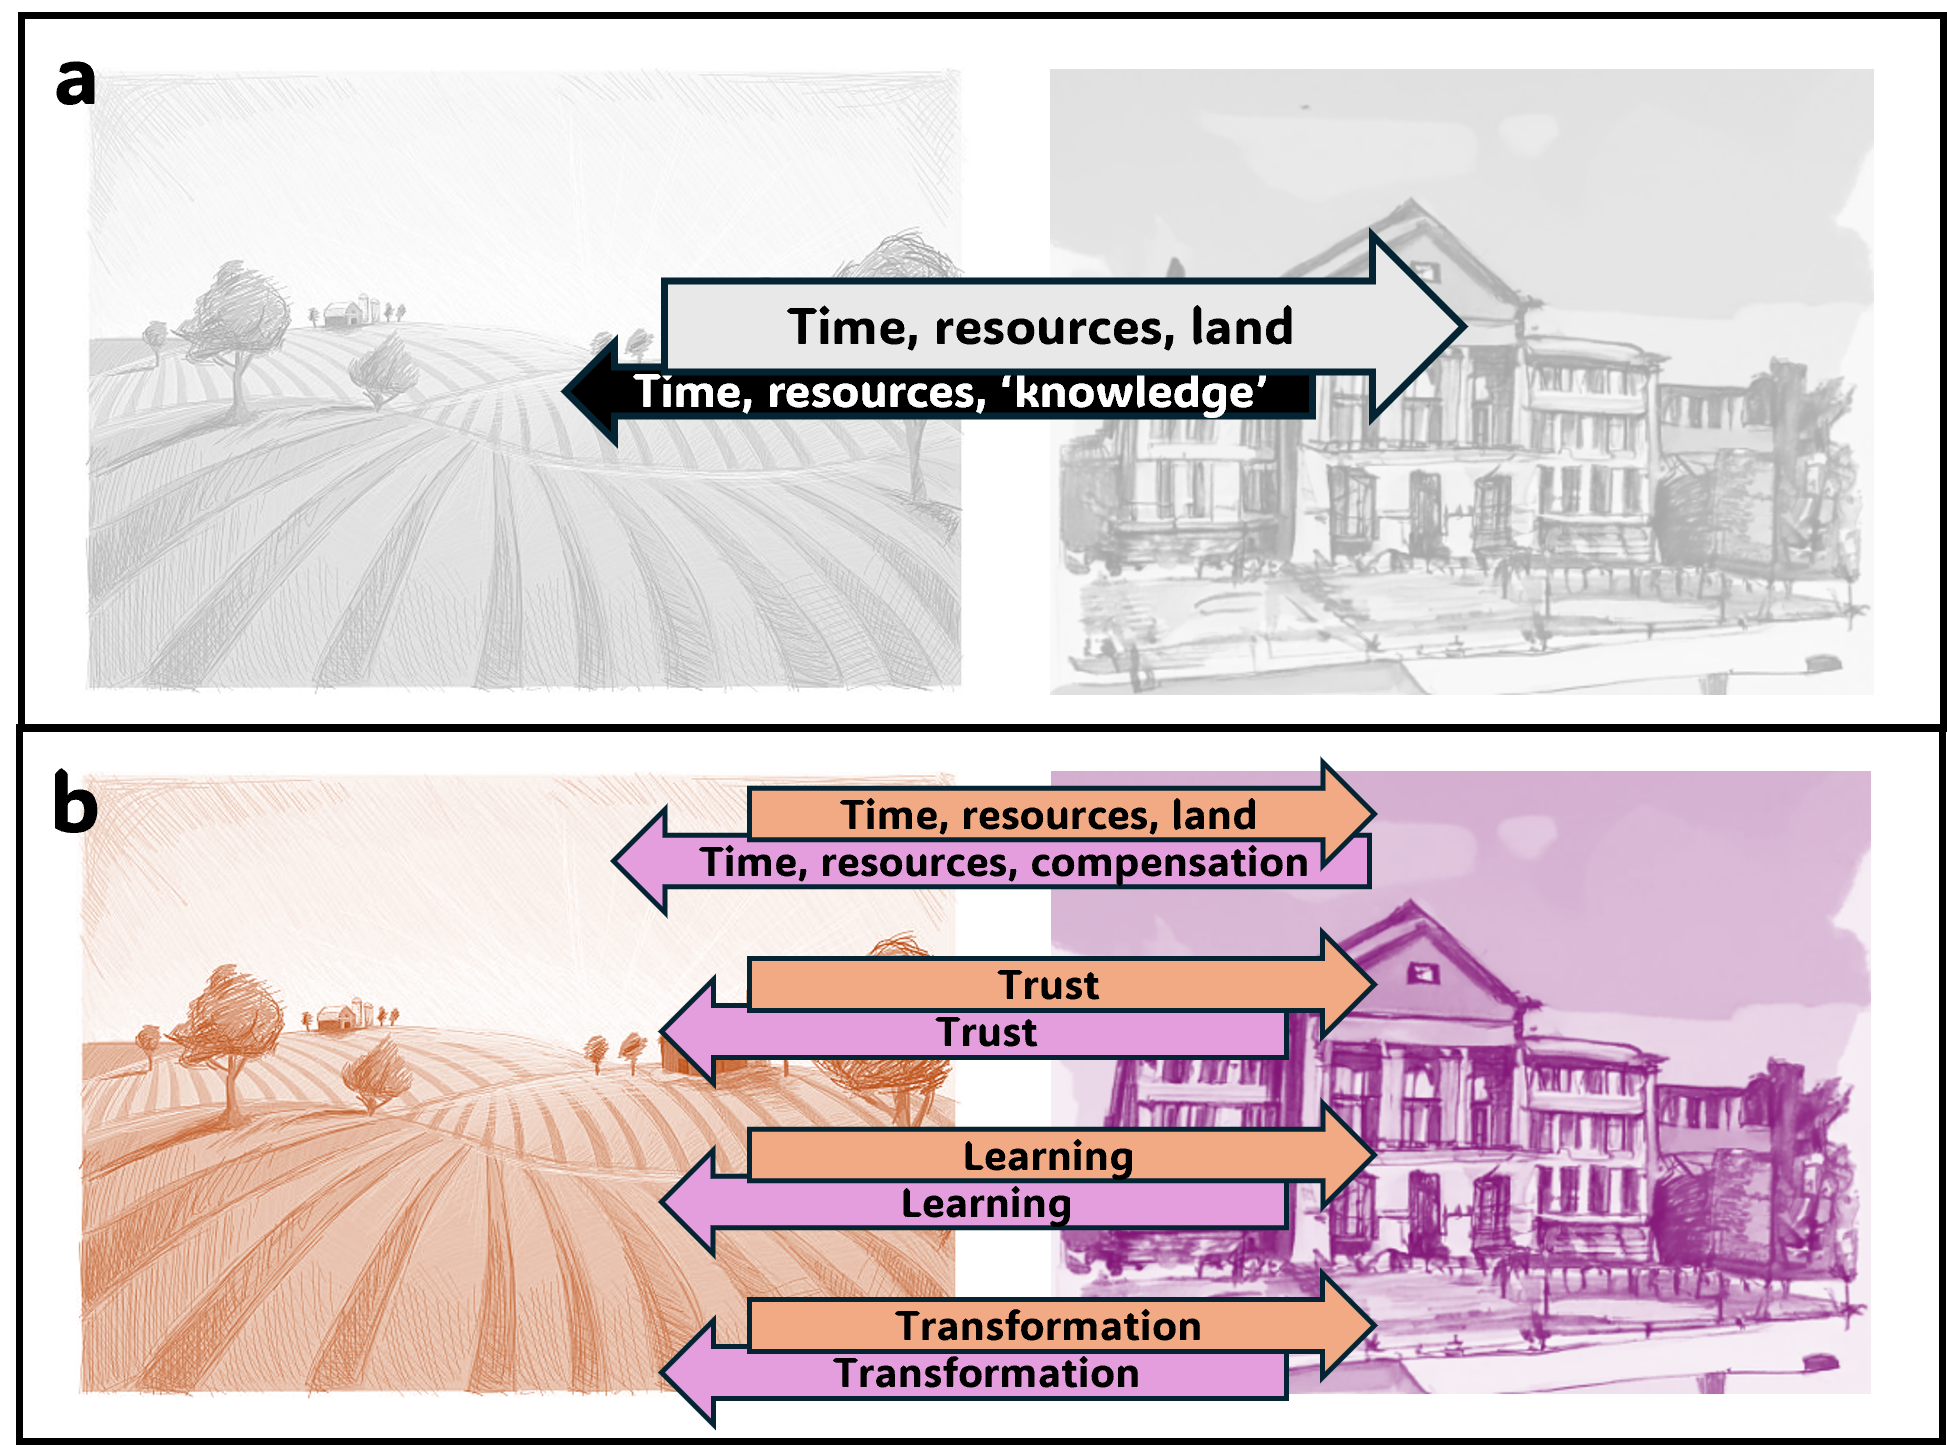 a
Time, resources, land
Time, resources, ‘knowledge’
b
Time, resources, land
Time, resources, compensation
Trust
Trust
Learning
Learning
Transformation
Transformation